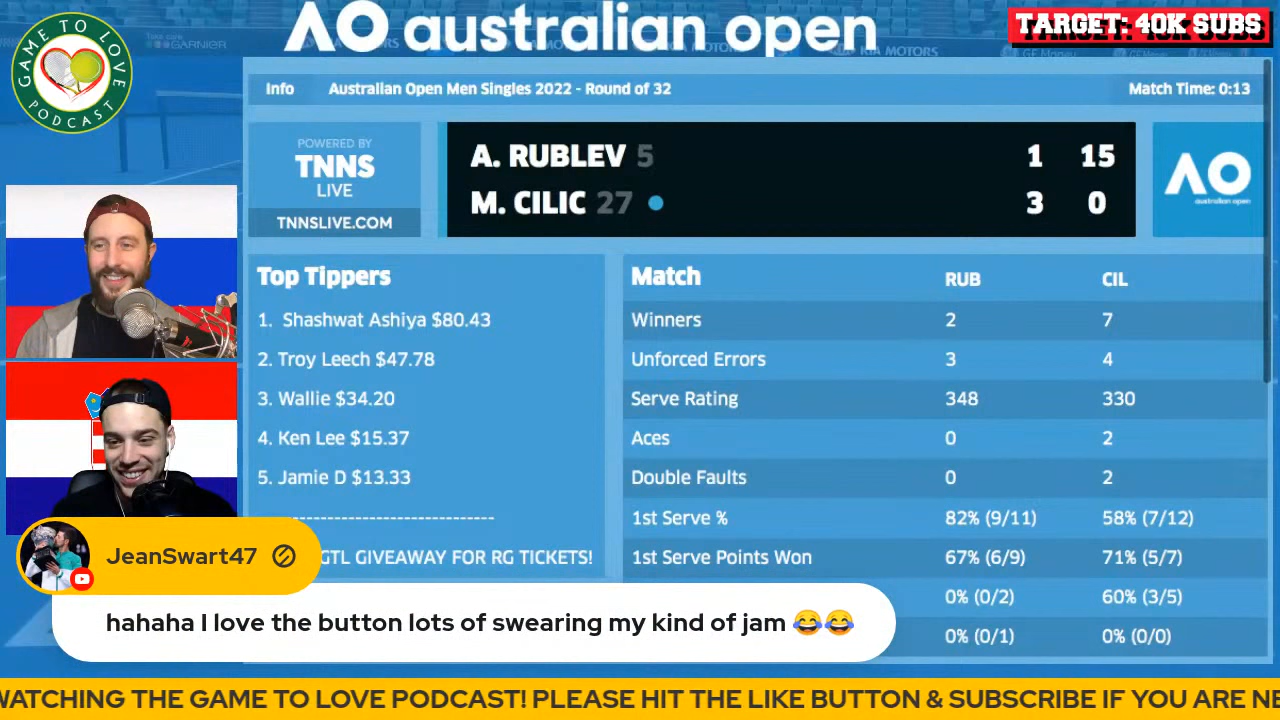 GAME TO LOVE
PODCAST
AO australian open
TARGET: 40K SUBS
Info
Australian Open Men Singles 2022 - Round of 32
Match Time: 0:13
POWERED BY
TNNS
LIVE
TNNSLIVE.COM
A. RUBLEV 5 1 15
M. CILIC 27 3 0
AO
australian open
Top Tippers
1. Shashwat Ashiya $80.43
2. Troy Leech $47.78
3. Wallie $34.20
4. Ken Lee $15.37
5. Jamie D $13.33
------------------------------
GTL GIVEAWAY FOR RG TICKETS!
Match RUB CIL
Winners 2 7
Unforced Errors 3 4
Serve Rating 348 330
Aces 0 2
Double Faults 0 2
1st Serve % 82% (9/11) 58% (7/12)
1st Serve Points Won 67% (6/9) 71% (5/7)
0% (0/2) 60% (3/5)
0% (0/1) 0% (0/0)
JeanSwart47
hahaha I love the button lots of swearing my kind of jam 😂😂
WATCHING THE GAME TO LOVE PODCAST! PLEASE HIT THE LIKE BUTTON & SUBSCRIBE IF YOU ARE NE